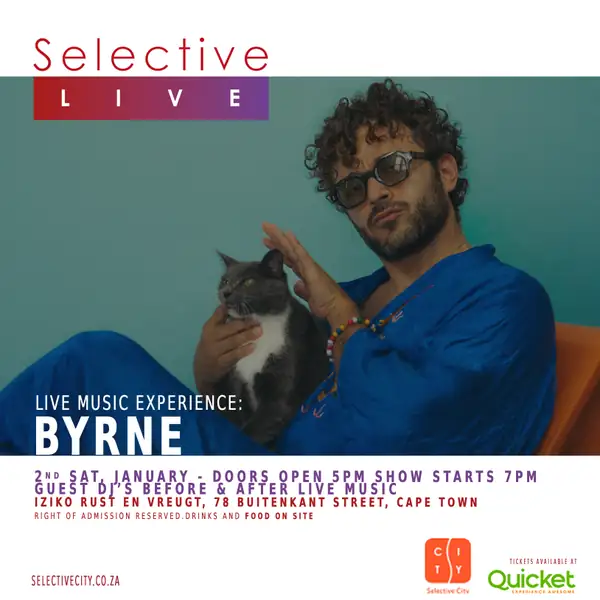 Selective
LIVE
LIVE MUSIC EXPERIENCE:
BYRNE
2ND SAT, JANUARY - DOORS OPEN 5PM SHOW STARTS 7PM
GUEST DJ'S BEFORE & AFTER LIVE MUSIC
IZIKO RUST EN VREUGT, 78 BUITENKANT STREET, CAPE TOWN
RIGHT OF ADMISSION RESERVED.DRINKS AND FOOD ON SITE
SELECTIVECITY.CO.ZA
CITY
Selective City
TICKETS AVAILABLE AT
Quicket
EXPERIENCE AWESOME